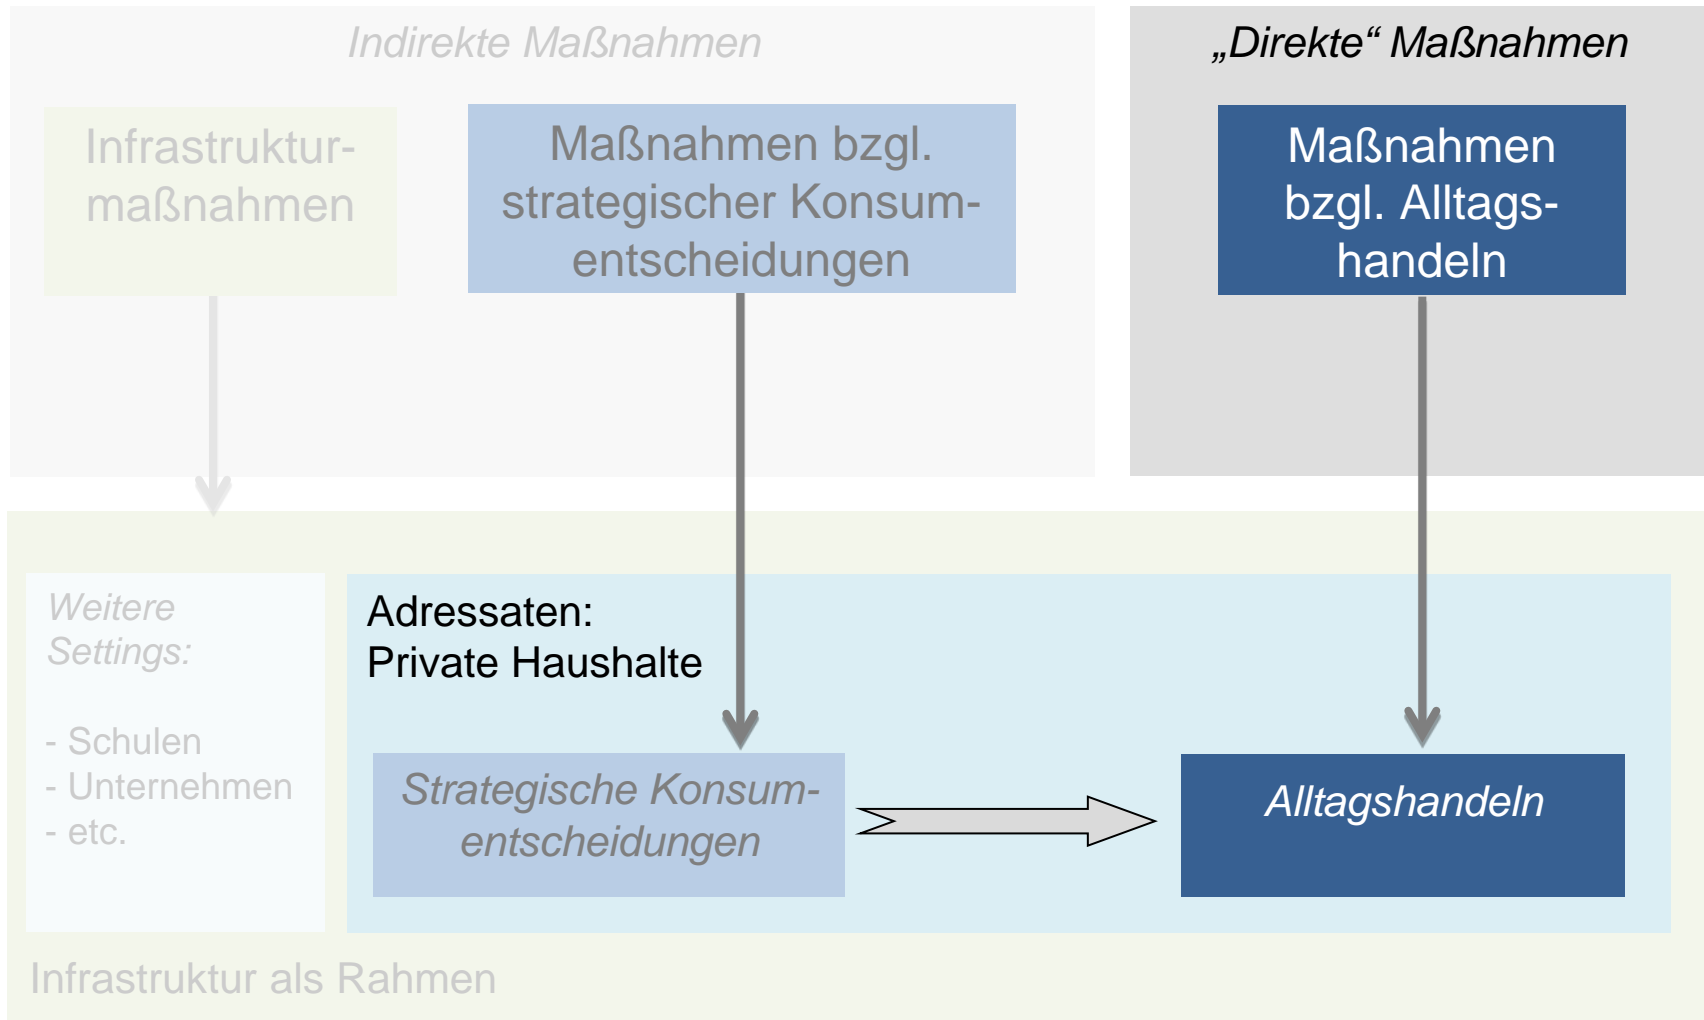 Indirekte Maßnahmen
Infrastruktur-
maßnahmen
Maßnahmen bzgl.
strategischer Konsum-
entscheidungen
„Direkte“ Maßnahmen
Maßnahmen
bzgl. Alltags-
handeln
Weitere
Settings:
- Schulen
- Unternehmen
- etc.
Adressaten:
Private Haushalte
Strategische Konsum-
entscheidungen
Alltagshandeln
Infrastruktur als Rahmen